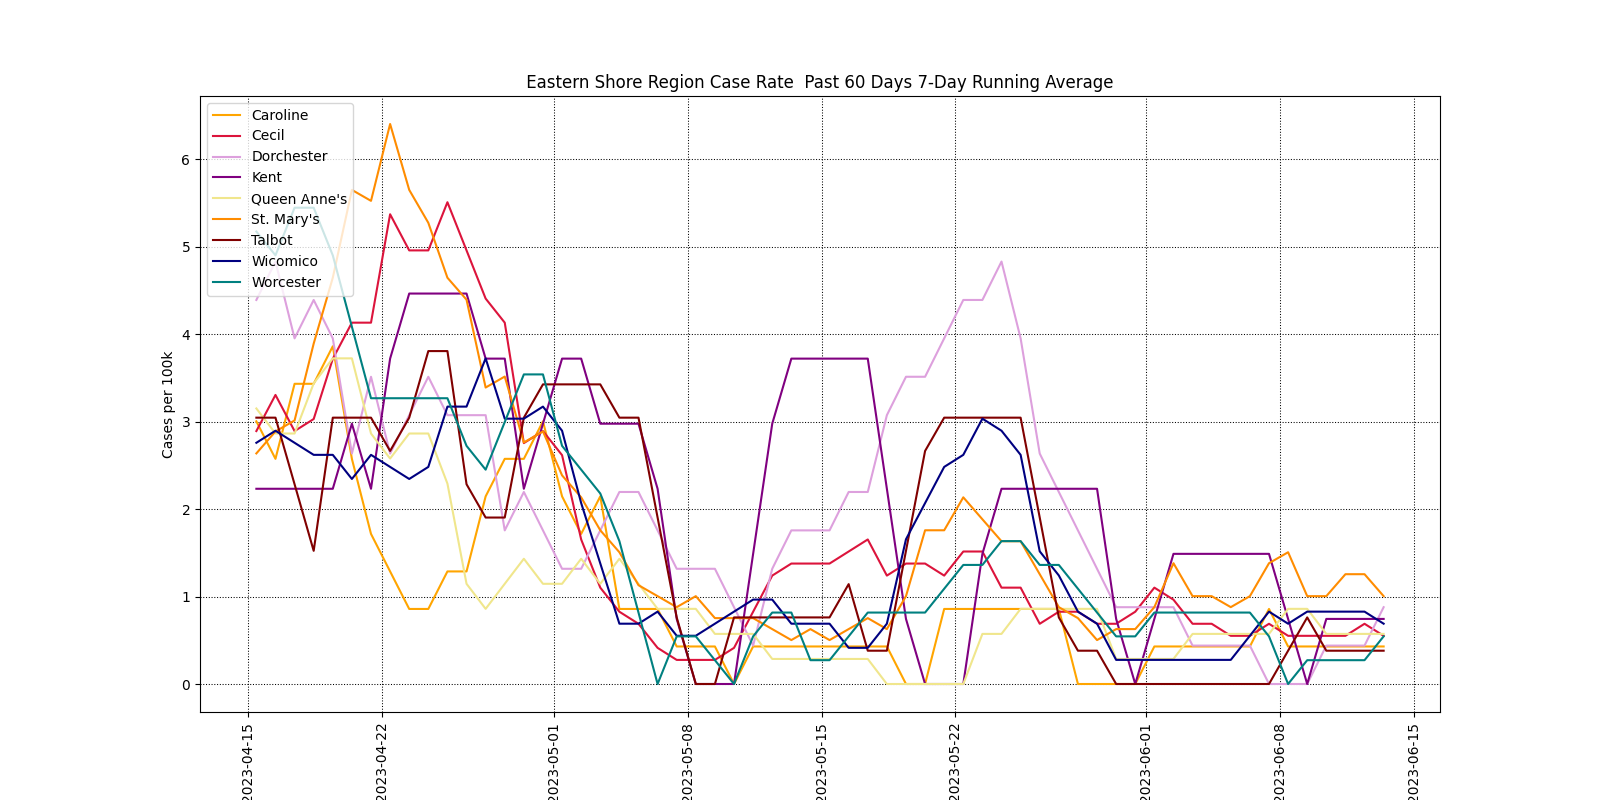 Eastern Shore Region Case Rate  Past 60 Days 7-Day Running Average
Caroline
Cecil
Dorchester
Kent
Queen Anne's
St. Mary's
Talbot
Wicomico
Worcester
Cases per 100k
6
5
4
3
2
1
0
2023-04-15
2023-04-22
2023-05-01
2023-05-08
2023-05-15
2023-05-22
2023-06-01
2023-06-08
2023-06-15